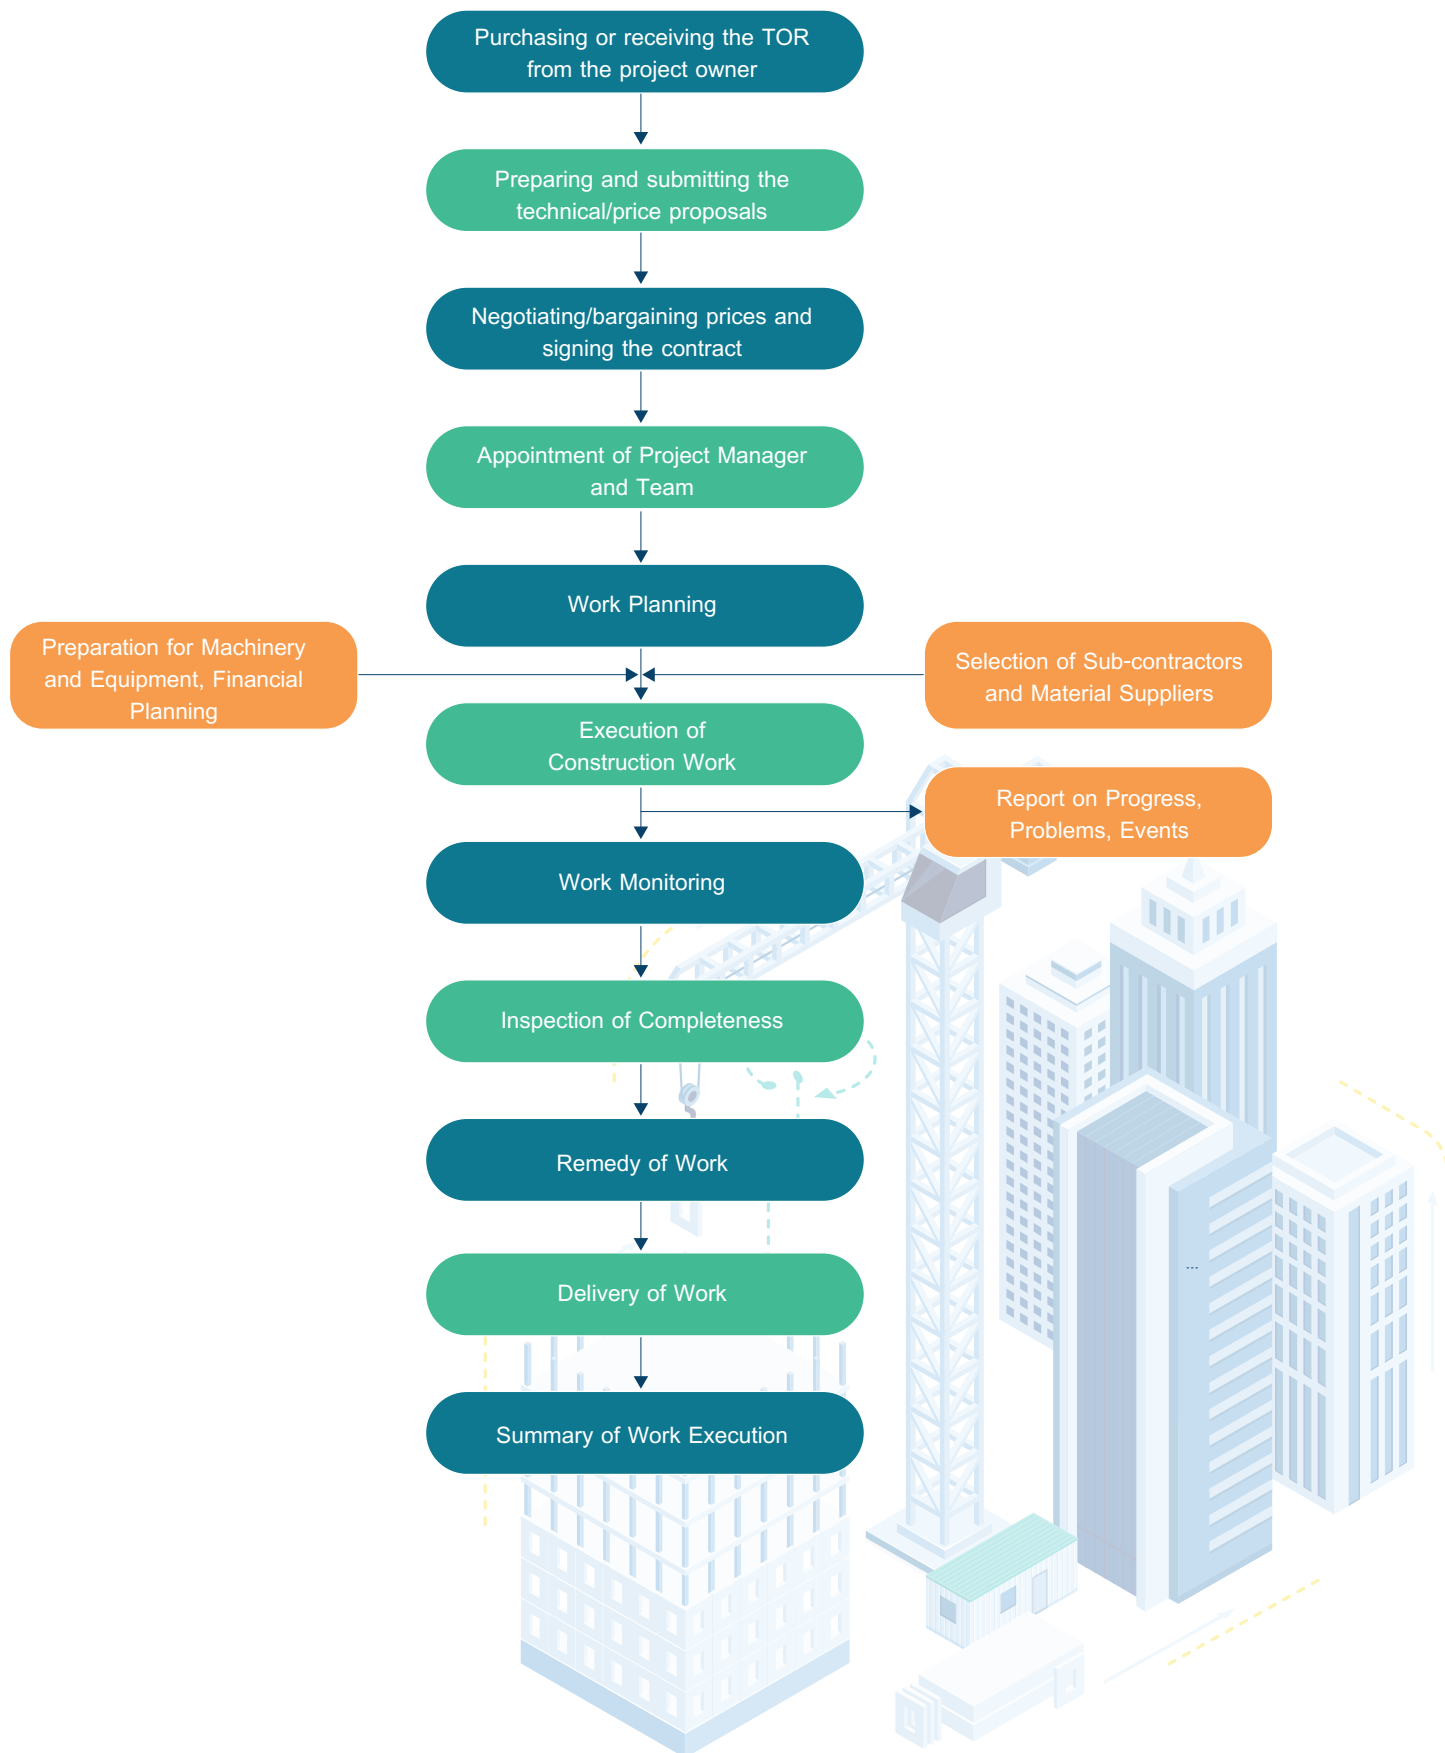 Purchasing or receiving the TOR
from the project owner
Preparing and submitting the
technical/price proposals
Negotiating/bargaining prices and
signing the contract
Appointment of Project Manager
and Team
Work Planning
Preparation for Machinery
and Equipment, Financial
Planning
Selection of Sub-contractors
and Material Suppliers
Execution of
Construction Work
Report on Progress,
Problems, Events
Work Monitoring
Inspection of Completeness
Remedy of Work
Delivery of Work
Summary of Work Execution